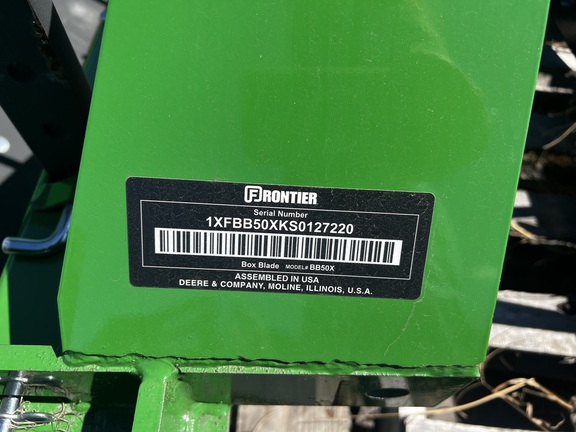 FRONTIER
Serial Number
1XFBB50XKS0127220
Box Blade MODEL# BB50X
ASSEMBLED IN USA
DEERE & COMPANY, MOLINE, ILLINOIS, U.S.A.